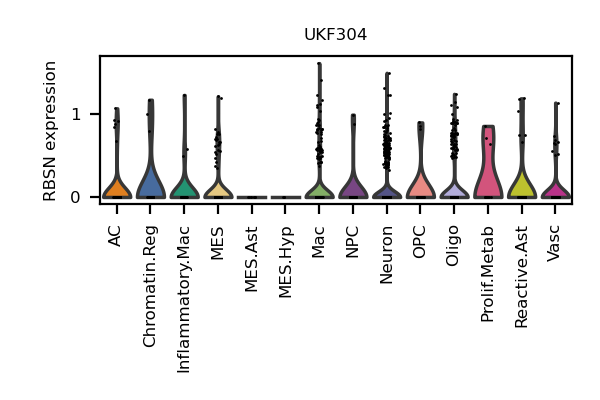 UKF304
RBSN expression
1
0
AC
Chromatin.Reg
Inflammatory.Mac
MES
MES.Ast
MES.Hyp
Mac
NPC
Neuron
OPC
Oligo
Prolif.Metab
Reactive.Ast
Vasc